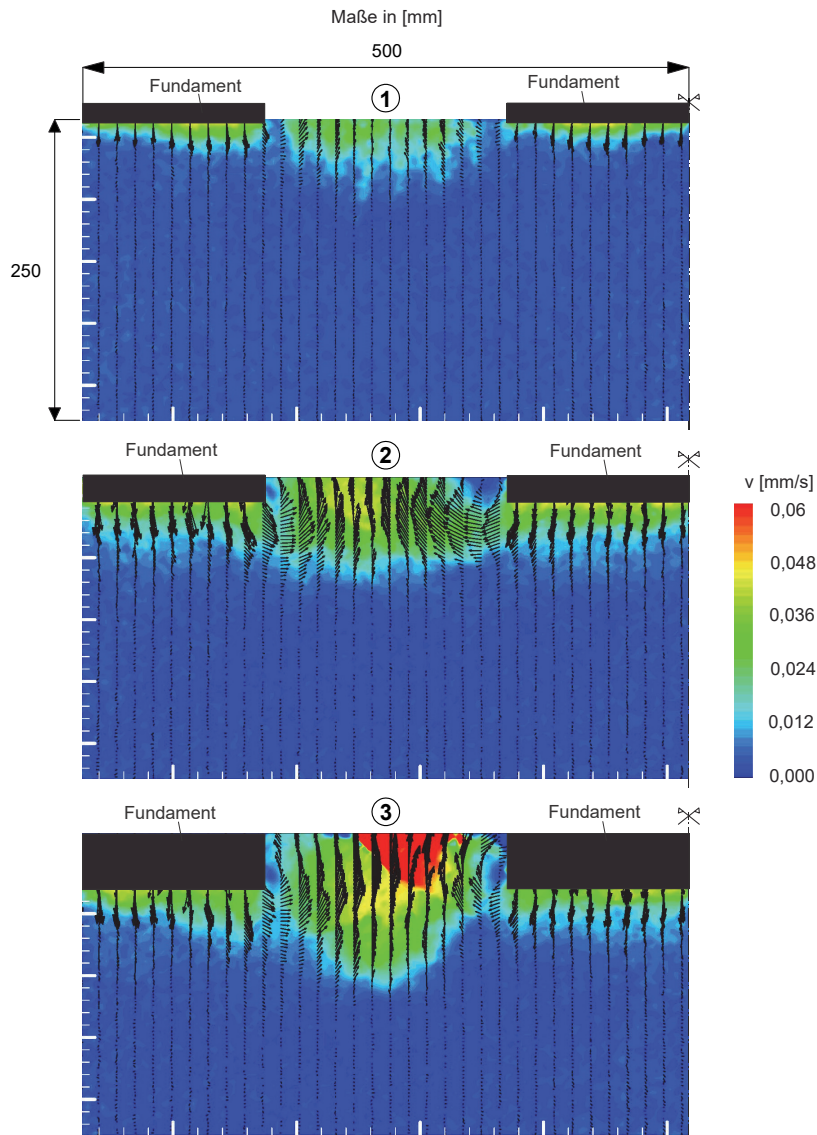 Maße in [mm]
500
Fundament
1
Fundament
250
Fundament
2
Fundament
v [mm/s]
0,06
0,048
0,036
0,024
0,012
0,000
Fundament
3
Fundament